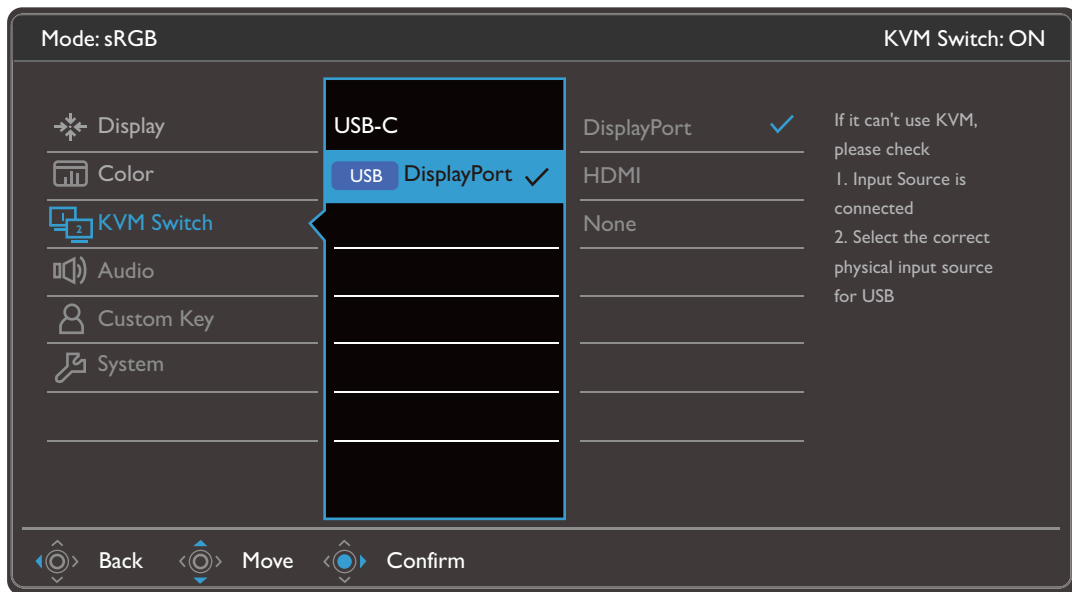 Mode: sRGB
KVM Switch: ON
Display
Color
1 2 KVM Switch
Audio
Custom Key
System
USB-C
USB DisplayPort
DisplayPort
HDMI
None
If it can't use KVM,
please check
1. Input Source is
connected
2. Select the correct
physical input source
for USB
Back
Move
Confirm